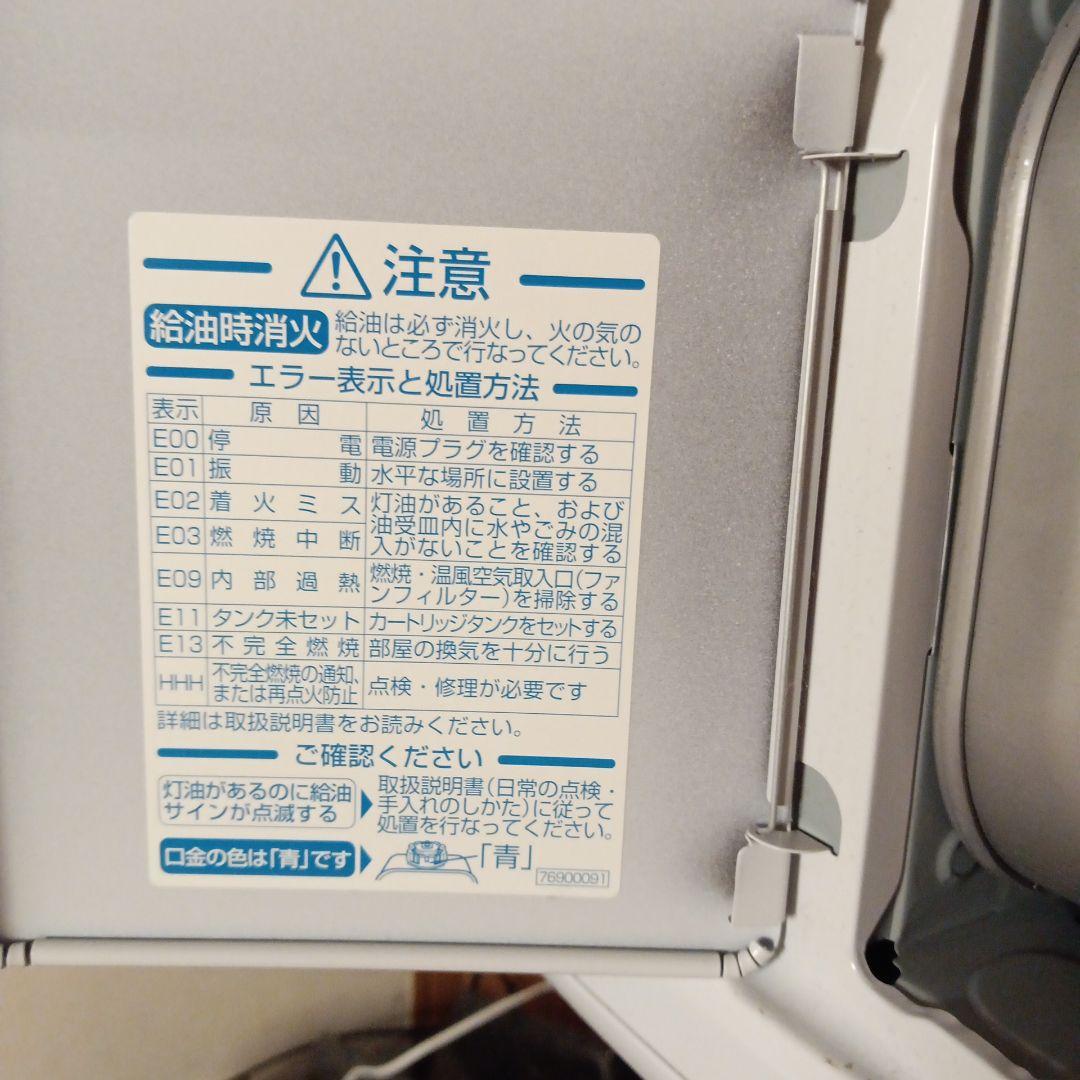 注意
給油時消火 給油は必ず消火し、火の気の
ないところで行なってください。
エラー表示と処置方法
表示 原因 処置方法
E00 停電 電源プラグを確認する
E01 振動 水平な場所に設置する
E02 着火ミス 灯油があること、および
油受皿内に水やごみの混
E03 燃焼中断 入がないことを確認する
E09 内部過熱 燃焼・温風空気取入口(ファ
ンフィルター)を掃除する
E11 タンク未セット カートリッジタンクをセットする
E13 不完全燃焼 部屋の換気を十分に行う
HHH 不完全燃焼の通知、
または再点火防止 点検・修理が必要です
詳細は取扱説明書をお読みください。
ご確認ください
灯油があるのに給油
サインが点滅する
取扱説明書(日常の点検・
手入れのしかた)に従って
処置を行なってください。
口金の色は「青」です 「青」
76900091